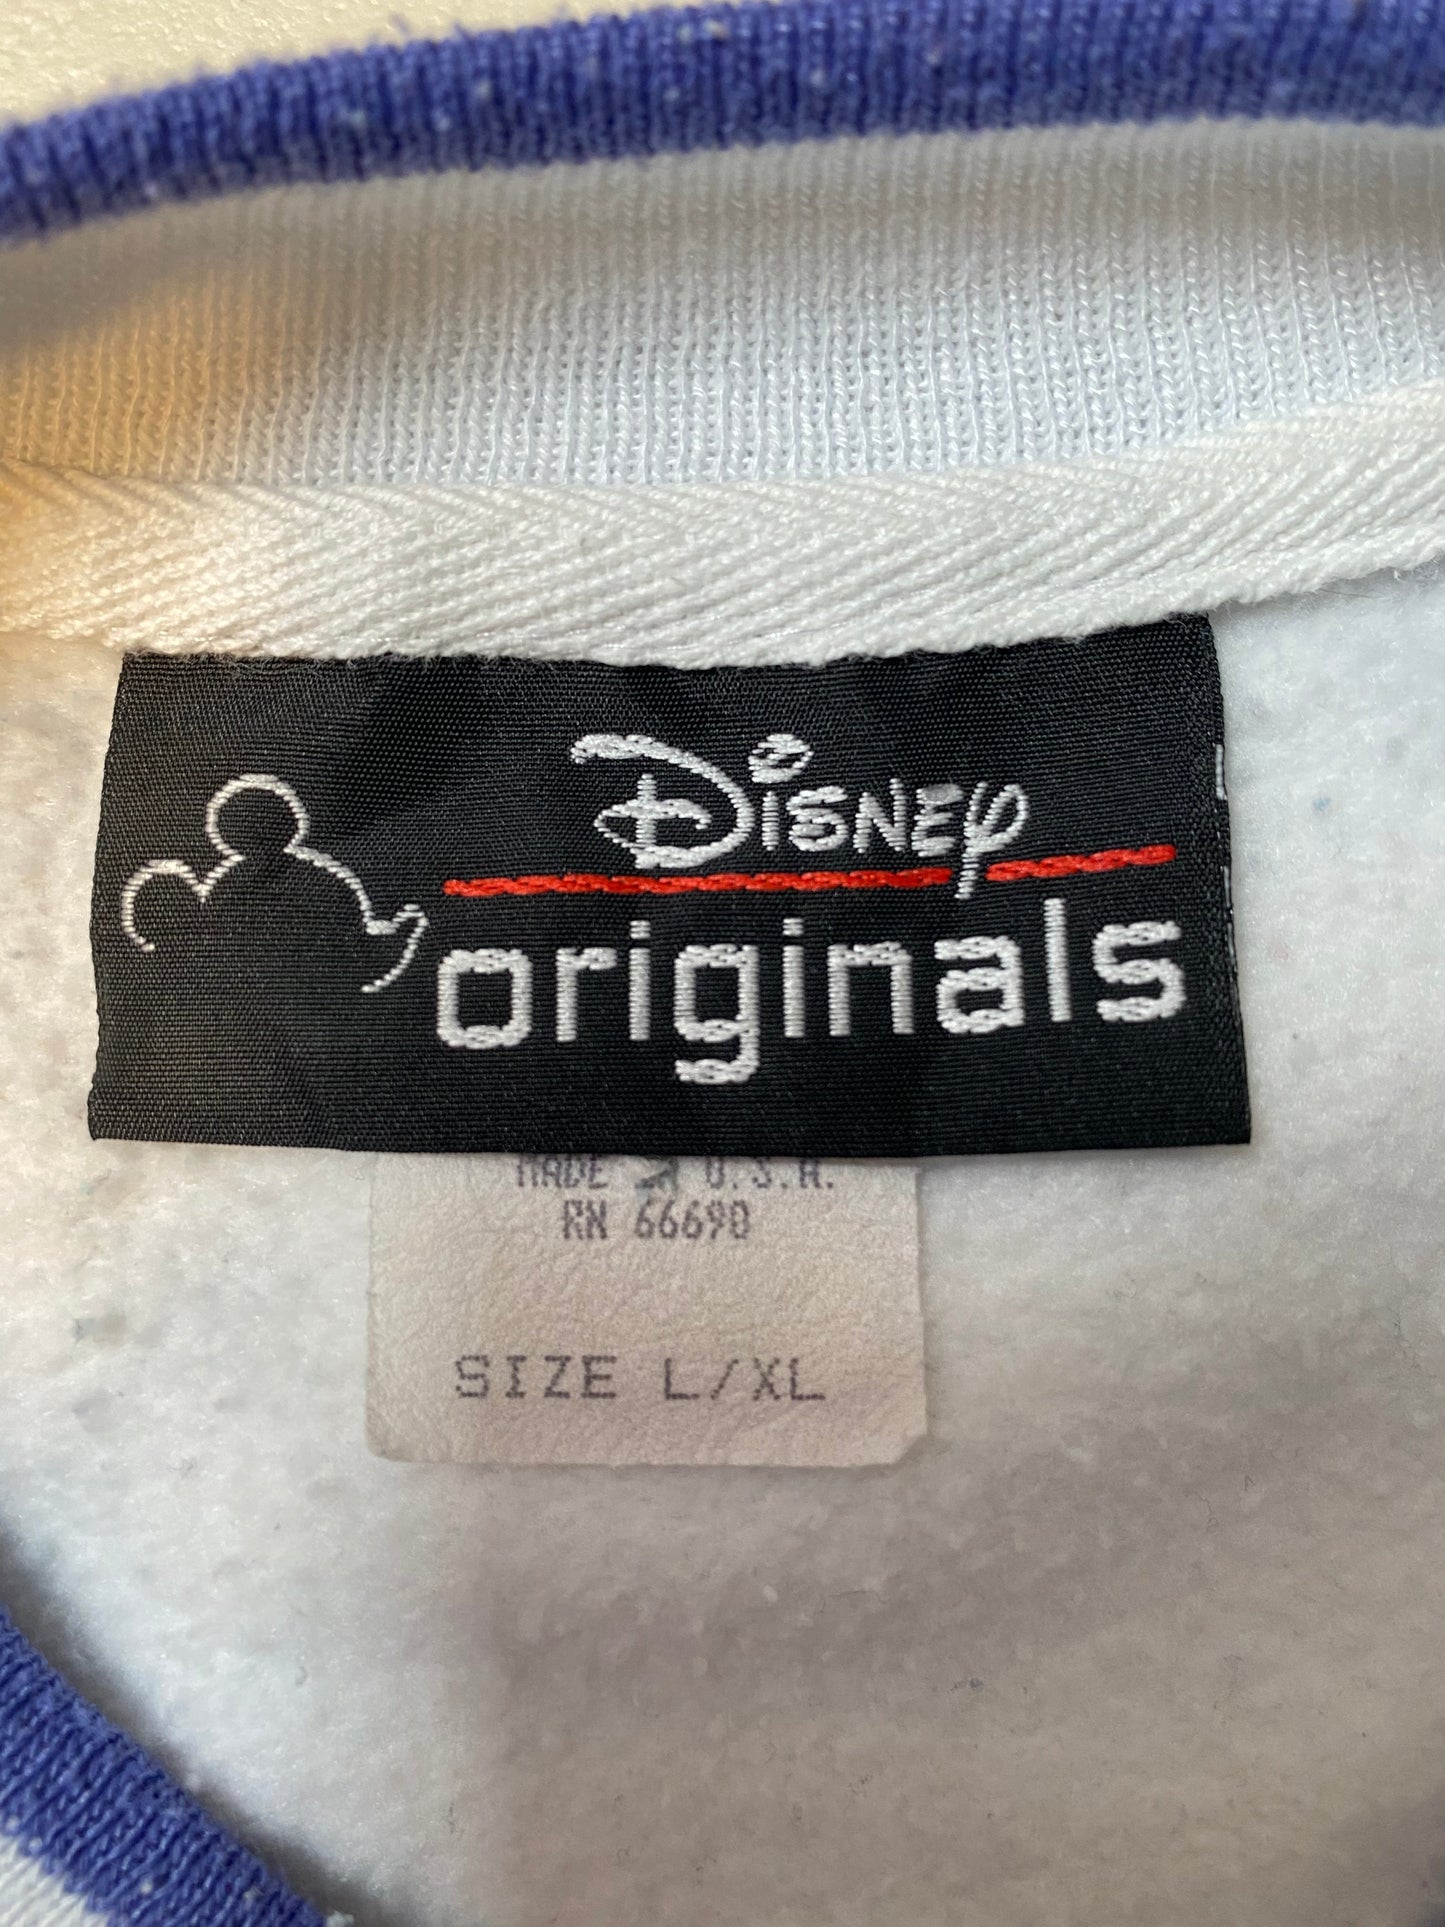 Disney
originals
MADE IN U.S.A.
RN 66690
SIZE L/XL